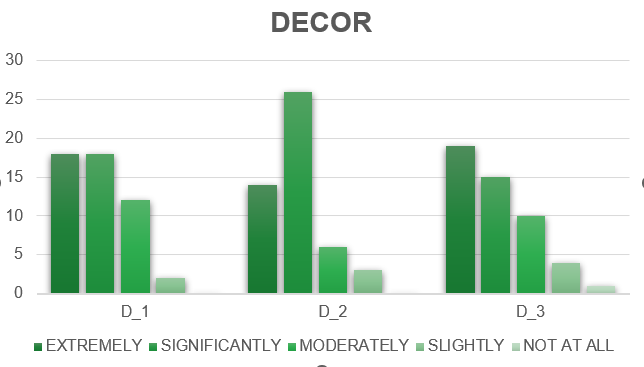 DECOR
30
25
20
15
10
5
0
D_1 D_2 D_3
EXTREMELY SIGNIFICANTLY MODERATELY SLIGHTLY NOT AT ALL